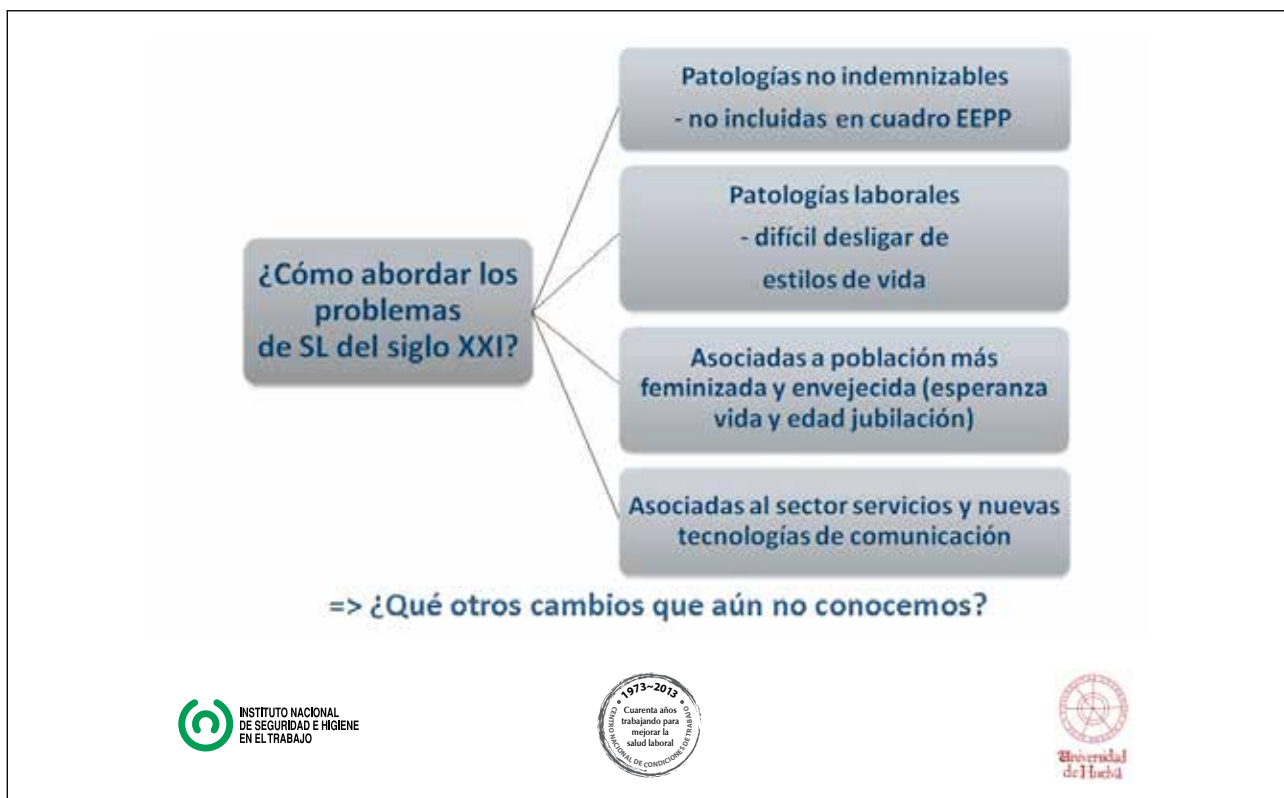 Patologías no indemnizables
- no incluidas en cuadro EEPP
Patologías laborales
- difícil desligar de
estilos de vida
¿Cómo abordar los
problemas
de SL del siglo XXI?
Asociadas a población más
feminizada y envejecida (esperanza
vida y edad jubilación)
Asociadas al sector servicios y nuevas
tecnologías de comunicación
=> ¿Qué otros cambios que aún no conocemos?
INSTITUTO NACIONAL
DE SEGURIDAD E HIGIENE
EN EL TRABAJO
1973~2013
Cuarenta años
trabajando para
mejorar la
salud laboral
CENTRO NACIONAL DE CONDICIONES DE TRABAJO
Universidad
de Huelva